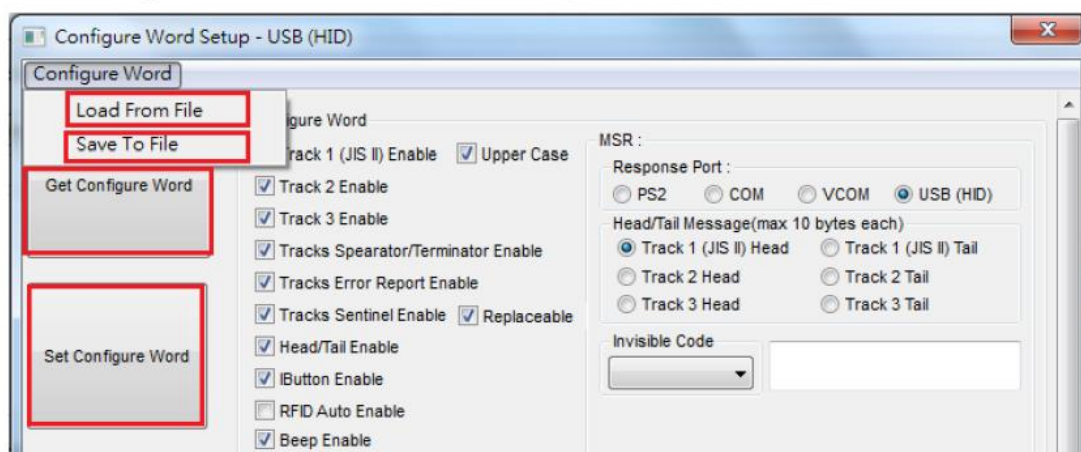 Configure Word Setup - USB (HID)
X
Configure Word
Load From File
Save To File
Get Configure Word
Set Configure Word
Word
Track 1 (JIS II) Enable
Upper Case
Track 2 Enable
Track 3 Enable
Tracks Spearator/Terminator Enable
Tracks Error Report Enable
Tracks Sentinel Enable
Replaceable
Head/Tail Enable
IButton Enable
RFID Auto Enable
Beep Enable
MSR :
Response Port :
PS2
COM
VCOM
USB (HID)
Head/Tail Message(max 10 bytes each)
Track 1 (JIS II) Head
Track 1 (JIS II) Tail
Track 2 Head
Track 2 Tail
Track 3 Head
Track 3 Tail
Invisible Code